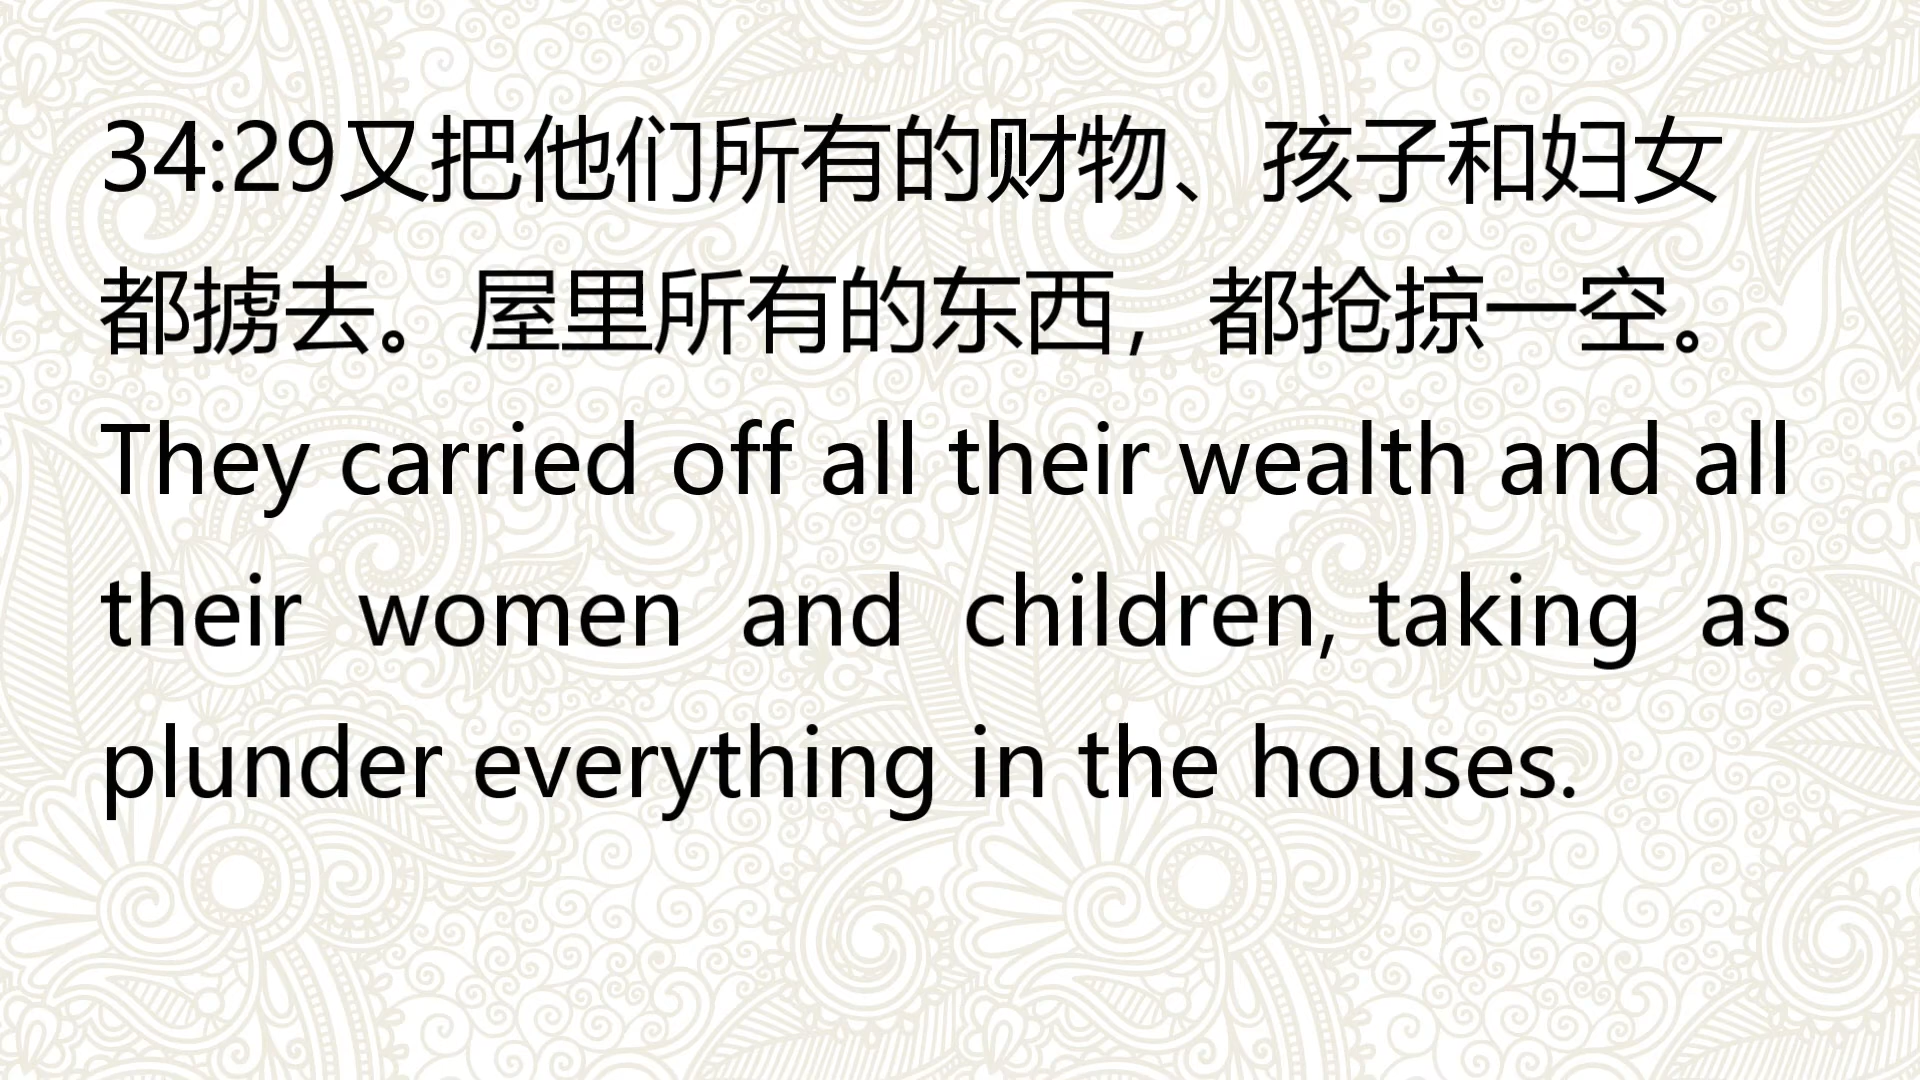 34:29又把他们所有的财物、孩子和妇女
都掳去。屋里所有的东西，都抢掠一空。
They carried off all their wealth and all
their women and children, taking as
plunder everything in the houses.